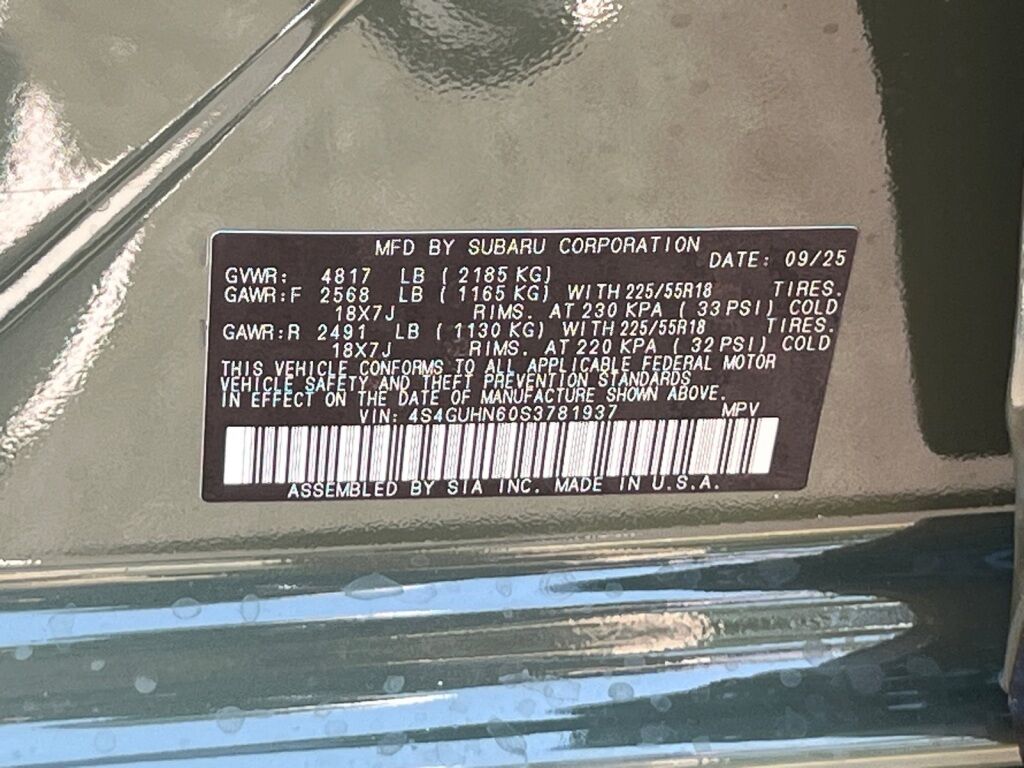 MFD BY SUBARU CORPORATION
DATE: 09/25
GVWR: 4817 LB (2185 KG)
GAWR:F 2568 LB (1165 KG) WITH 225/55R18 TIRES.
18X7J RIMS. AT 230 KPA (33 PSI) COLD
GAWR:R 2491 LB (1130 KG) WITH 225/55R18 TIRES.
18X7J RIMS. AT 220 KPA (32 PSI) COLD
THIS VEHICLE CONFORMS TO ALL APPLICABLE FEDERAL MOTOR
VEHICLE SAFETY AND THEFT PREVENTION STANDARDS
IN EFFECT ON THE DATE OF MANUFACTURE SHOWN ABOVE.
VIN: 4S4GUHN60S3781937 MPV
ASSEMBLED BY SIA INC. MADE IN U.S.A.